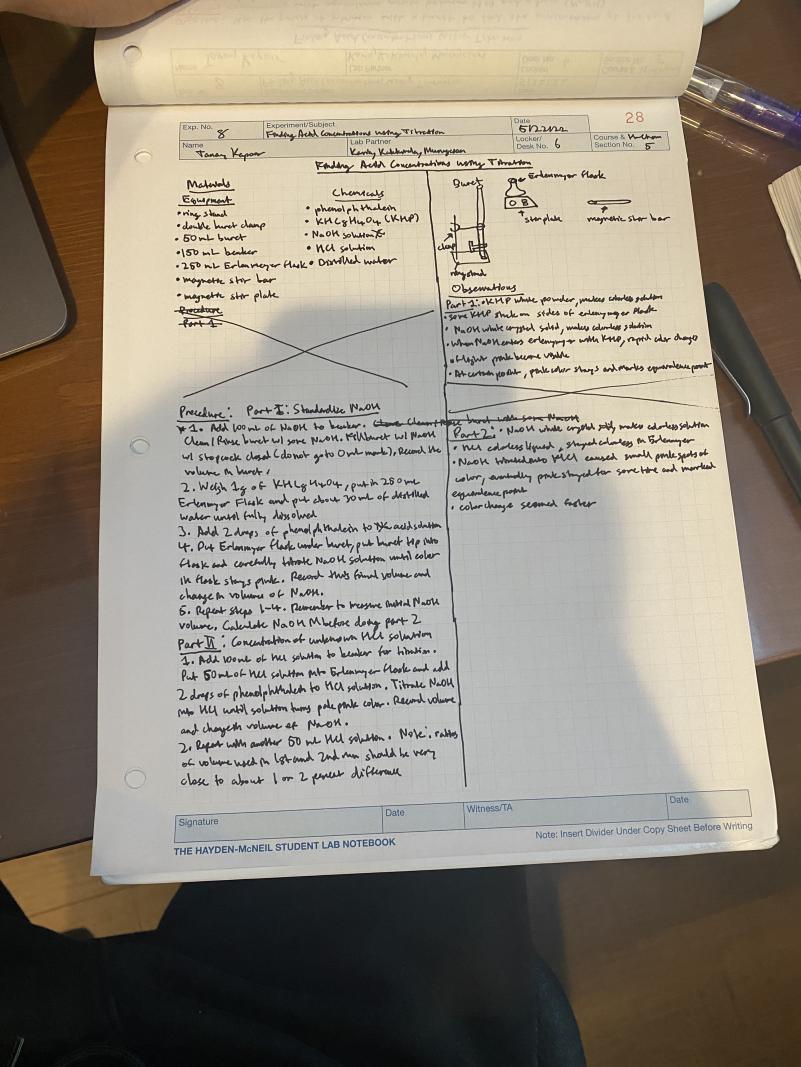 28
Exp. No. 8
Experiment/Subject Finding Acid Concentrations using Titration
Date 5/22/22
Name Tanay Kapoor
Lab Partner
Locker/Desk No. 6
Course & Section No. 5
Finding Acid Concentrations using Titration
Materials
Equipment
• ring stand
• double buret clamp
• 50 mL buret
• 150 mL beaker
• 250 mL Erlenmeyer flask
• magnetic stir bar
• magnetic stir plate
Procedure
Part 1
Chemicals
• phenolphthalein
• KHC8H4O4 (KHP)
• NaOH solution
• HCl solution
• Distilled water
Procedure: Part I: Standardize NaOH
1. Add 100 mL of NaOH to beaker.
Clean/Rinse buret w/ some NaOH. Fill buret w/ NaOH
w/ stopcock closed (do not go to 0 mL mark), Record the
volume in buret.
2. Weigh 1g of KHC8H4O4, put in 250 mL
Erlenmeyer Flask and put about 30 mL of distilled
water until fully dissolved
3. Add 2 drops of phenolphthalein to acid solution
4. Put Erlenmeyer flask under buret, put buret tip into
flask and carefully titrate NaOH solution until color
in flask stays pink. Record this final volume and
change in volume of NaOH.
5. Repeat steps 1-4. Remember to measure initial NaOH
volume. Calculate NaOH M before doing part 2
Part II: Concentration of unknown HCl solution
1. Add 100 mL of HCl solution to beaker for titration.
Put 50 mL of HCl solution into Erlenmeyer flask and add
2 drops of phenolphthalein to HCl solution. Titrate NaOH
into HCl until solution turns pale pink color. Record volume
and change in volume of NaOH.
2. Repeat with another 50 mL HCl solution. Note: ratios
of volume used in 1st and 2nd run should be very
close to about 1 or 2 percent difference
Buret
Erlenmeyer flask
stir plate
magnetic stir bar
clamp
ring stand
Observations
Part 1: • KHP white powder, makes colorless solution
• some KHP stuck on sides of erlenmeyer flask
• NaOH white crystal solid, makes colorless solution
• When NaOH enters erlenmeyer with KHP, rapid color changes
• slight pink became visible
• At certain point, pink color stays and marks equivalence point
Part 2: • NaOH white crystal solid, makes colorless solution
• HCl colorless liquid, stayed colorless in Erlenmeyer
• NaOH titrated into HCl caused small pink spots of
color, eventually pink stayed for some time and marked
equivalence point
• color change seemed faster
Signature
Date
Witness/TA
Date
THE HAYDEN-McNEIL STUDENT LAB NOTEBOOK
Note: Insert Divider Under Copy Sheet Before Writing